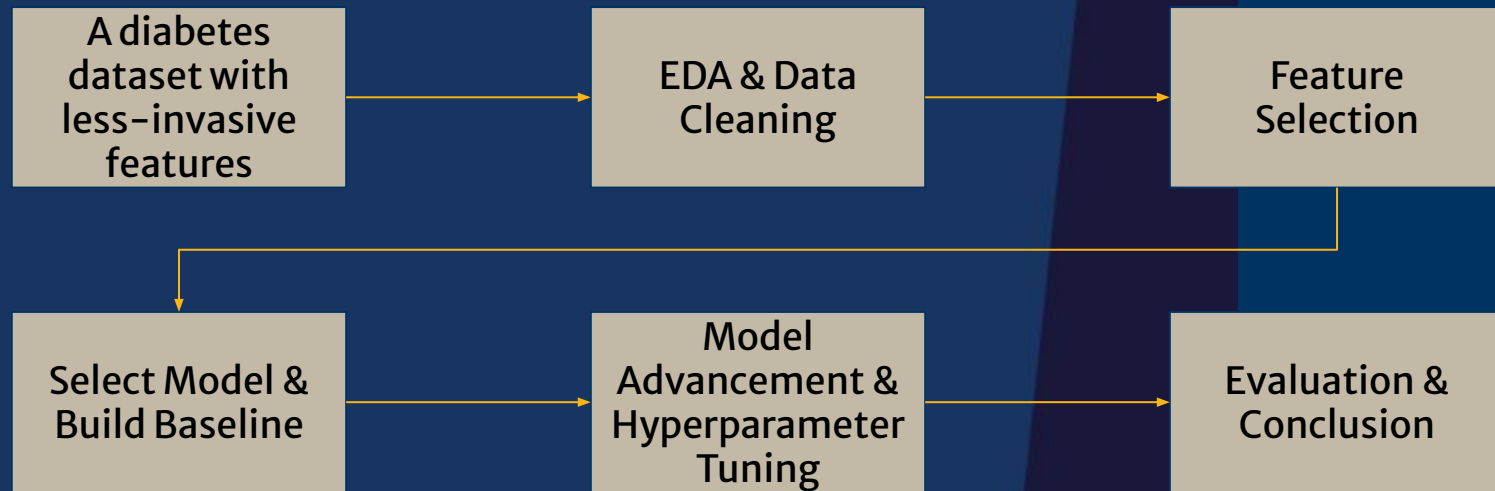 A diabetes
dataset with
less-invasive
features
EDA & Data
Cleaning
Feature
Selection
Select Model &
Build Baseline
Model
Advancement &
Hyperparameter
Tuning
Evaluation &
Conclusion